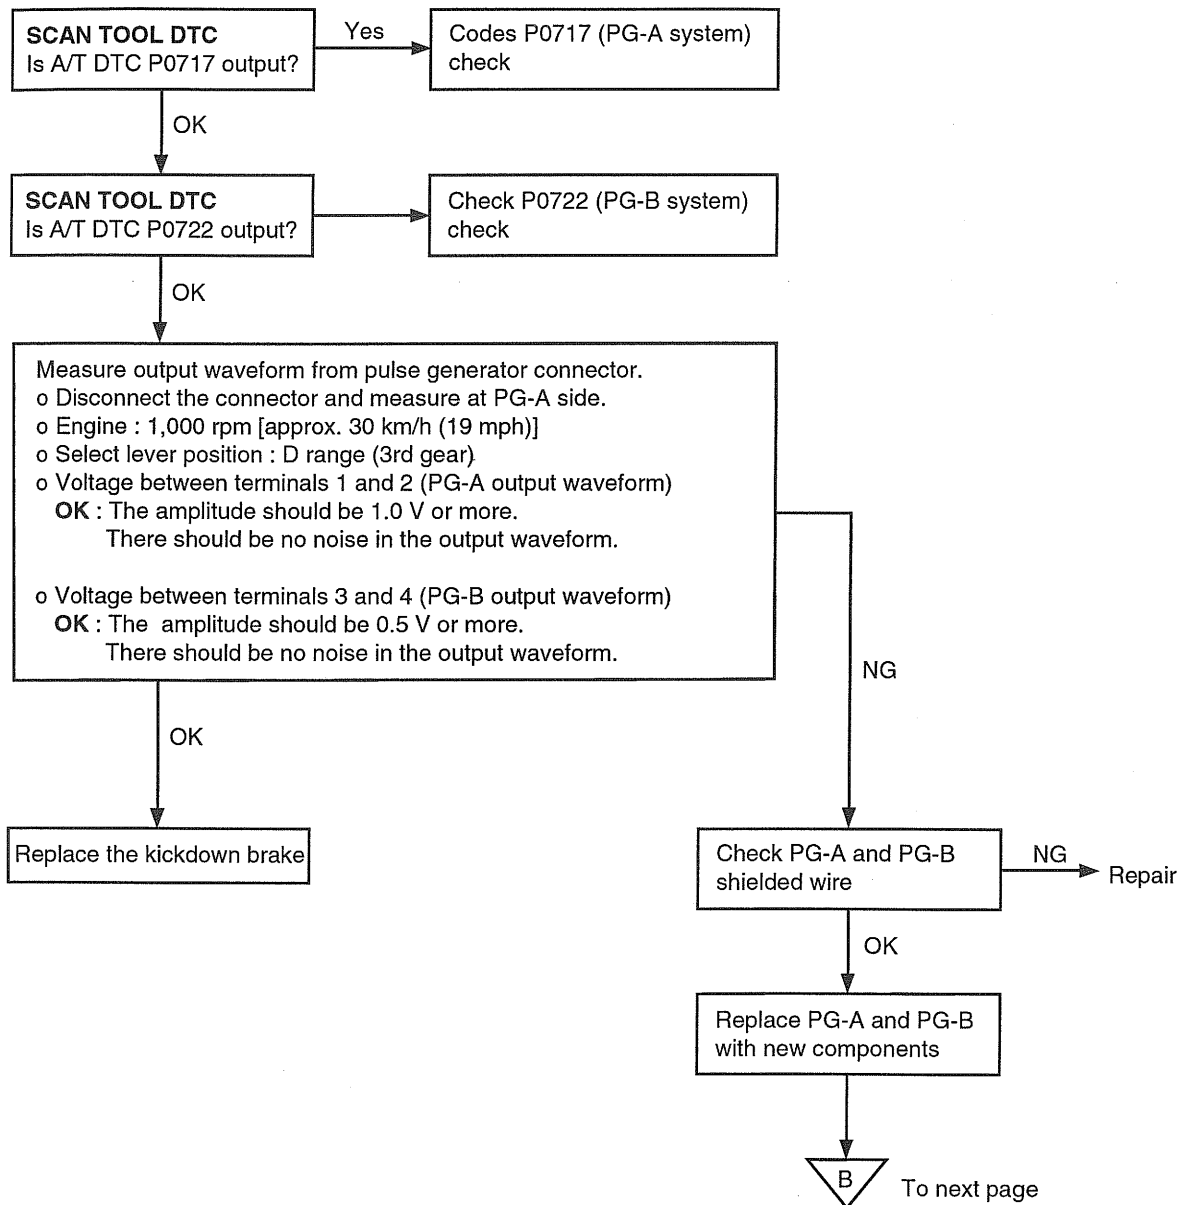 SCAN TOOL DTC
Is A/T DTC P0717 output?
Yes
Codes P0717 (PG-A system)
check
OK
SCAN TOOL DTC
Is A/T DTC P0722 output?
Check P0722 (PG-B system)
check
OK
Measure output waveform from pulse generator connector.
o Disconnect the connector and measure at PG-A side.
o Engine : 1,000 rpm [approx. 30 km/h (19 mph)]
o Select lever position : D range (3rd gear)
o Voltage between terminals 1 and 2 (PG-A output waveform)
OK : The amplitude should be 1.0 V or more.
There should be no noise in the output waveform.
o Voltage between terminals 3 and 4 (PG-B output waveform)
OK : The amplitude should be 0.5 V or more.
There should be no noise in the output waveform.
NG
OK
Replace the kickdown brake
Check PG-A and PG-B
shielded wire
NG
Repair
OK
Replace PG-A and PG-B
with new components
B
To next page